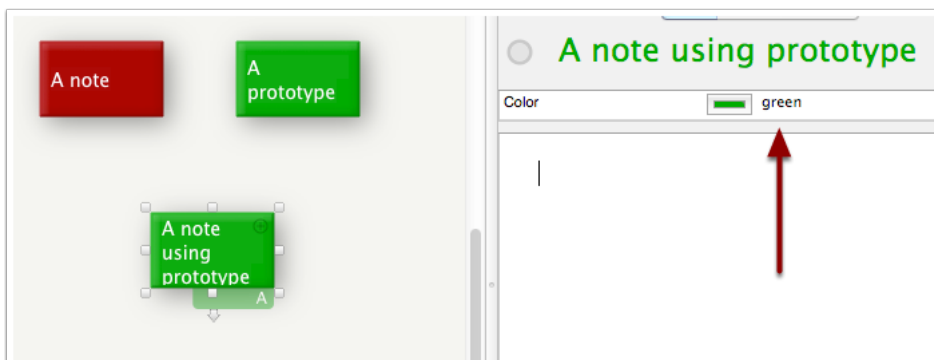 A note
A
prototype
A note
using
prototype
A
A note using prototype
Color
green